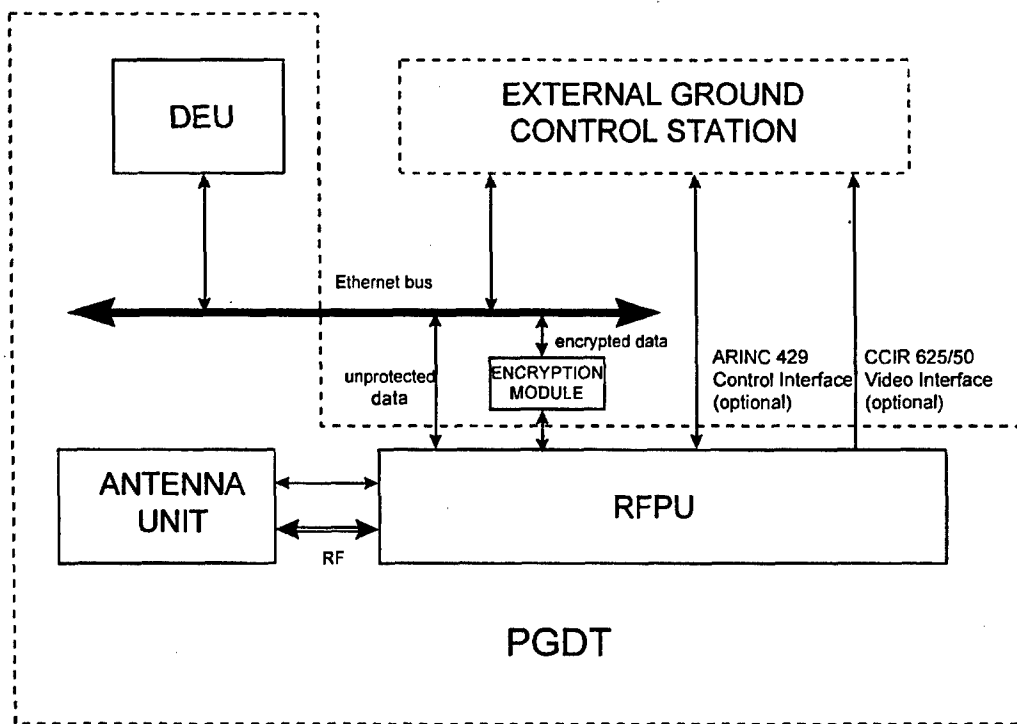 DEU
EXTERNAL GROUND
CONTROL STATION
Ethernet bus
encrypted data
unprotected
data
ENCRYPTION
MODULE
ARINC 429
Control Interface
(optional)
CCIR 625/50
Video Interface
(optional)
ANTENNA
UNIT
RF
RFPU
PGDT